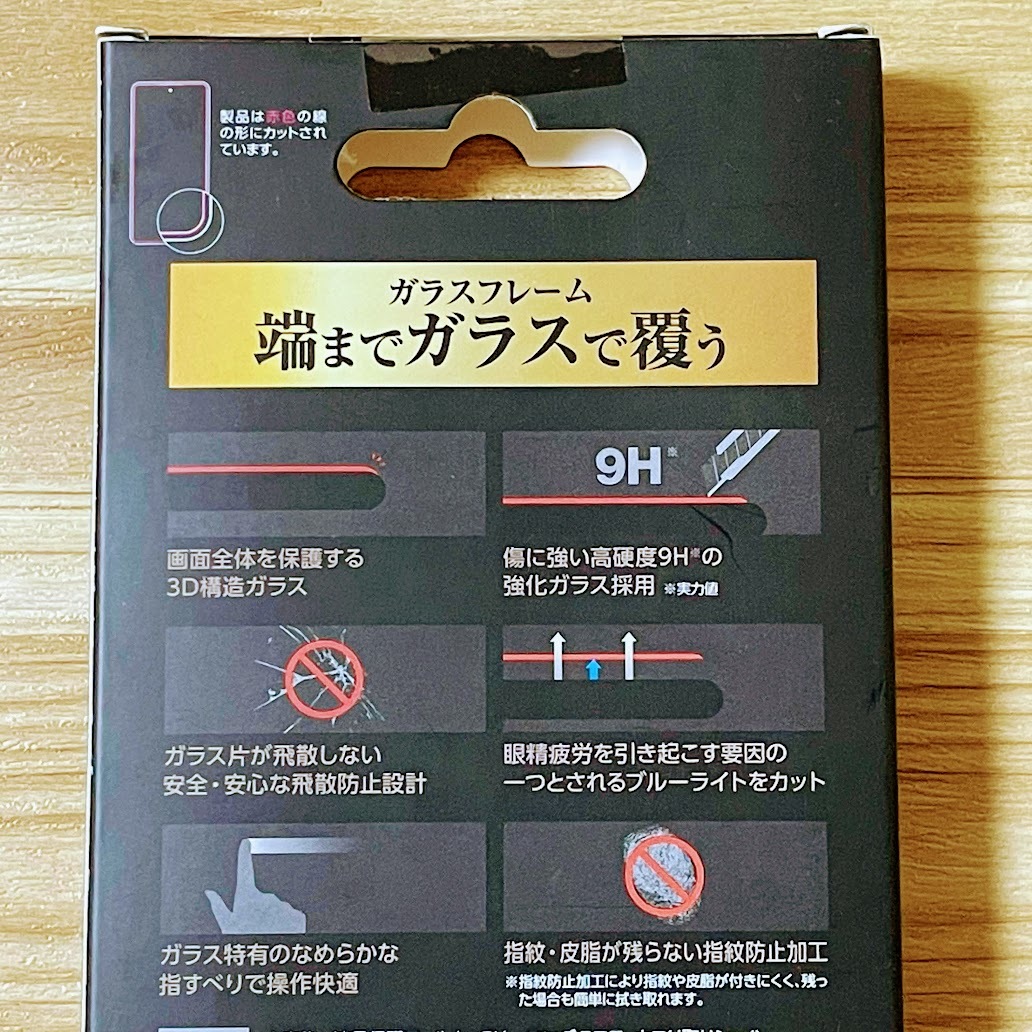 製品は赤色の線
の形にカットされ
ています。
ガラスフレーム
端までガラスで覆う
画面全体を保護する
3D構造ガラス
9H※
傷に強い高硬度9H※の
強化ガラス採用 ※実力値
ガラス片が飛散しない
安全・安心な飛散防止設計
眼精疲労を引き起こす要因の
一つとされるブルーライトをカット
ガラス特有のなめらかな
指すべりで操作快適
指紋・皮脂が残らない指紋防止加工
※指紋防止加工により指紋や皮脂が付きにくく、残っ
た場合も簡単に拭き取れます。